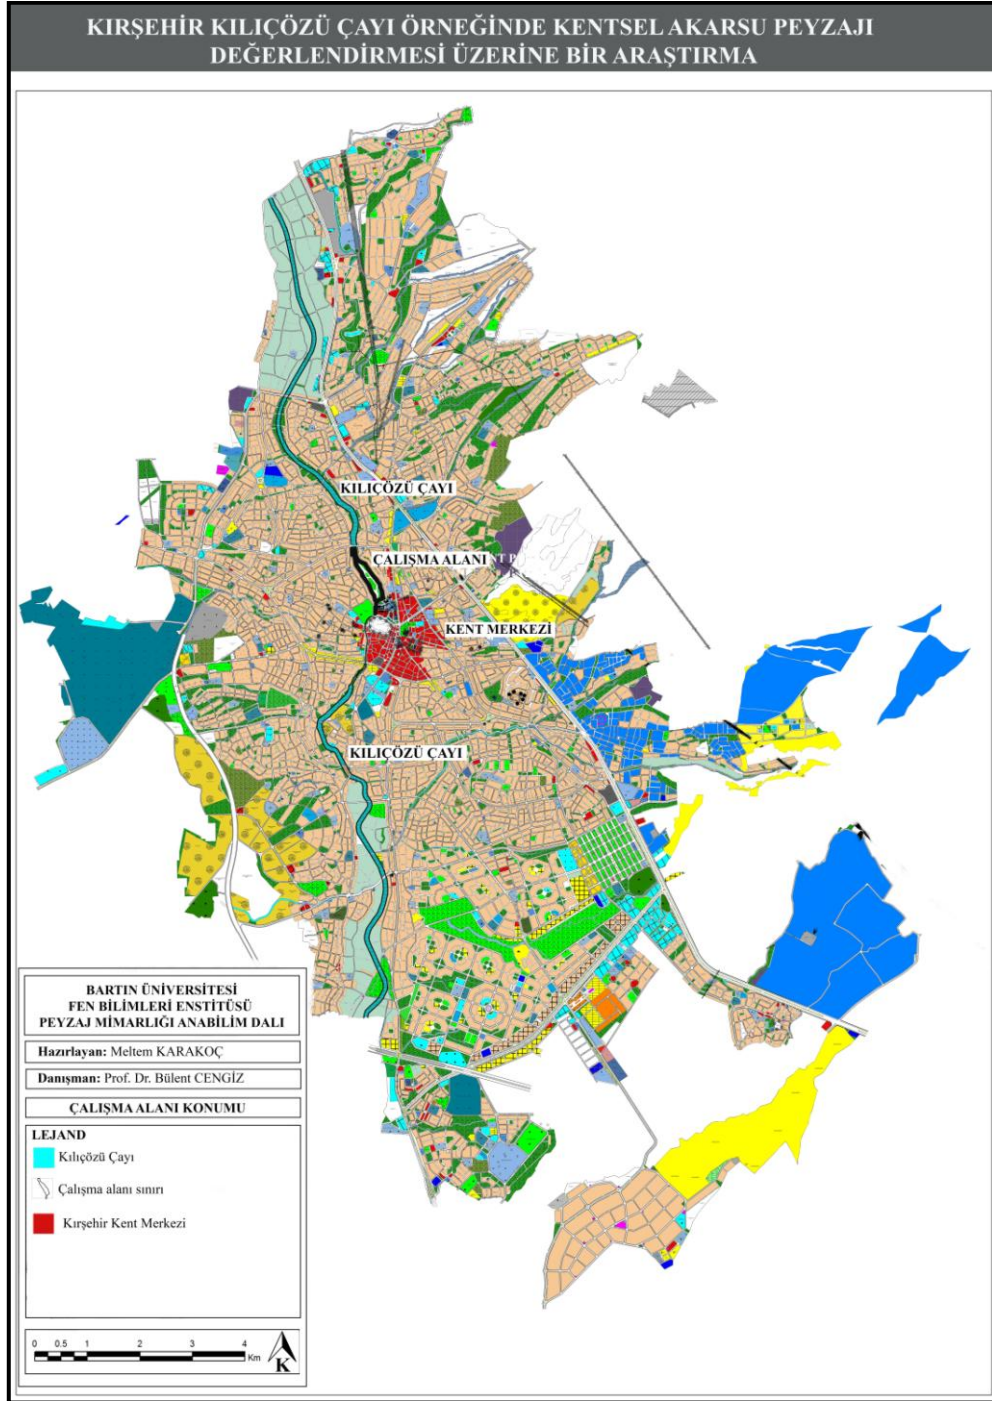 KIRŞEHİR KILIÇÖZÜ ÇAYI ÖRNEĞİNDE KENTSEL AKARSU PEYZAJI
DEĞERLENDİRMESİ ÜZERİNE BİR ARAŞTIRMA
KILIÇÖZÜ ÇAYI
ÇALIŞMA ALANI
KENT MERKEZİ
KILIÇÖZÜ ÇAYI
BARTIN ÜNİVERSİTESİ
FEN BİLİMLERİ ENSTİTÜSÜ
PEYZAJ MİMARLIĞI ANABİLİM DALI
Hazırlayan: Meltem KARAKOÇ
Danışman: Prof. Dr. Bülent CENGİZ
ÇALIŞMA ALANI KONUMU
LEJAND
Kılıçözü Çayı
Çalışma alanı sınırı
Kırşehir Kent Merkezi
0 0.5 1 2 3 4
Km
K